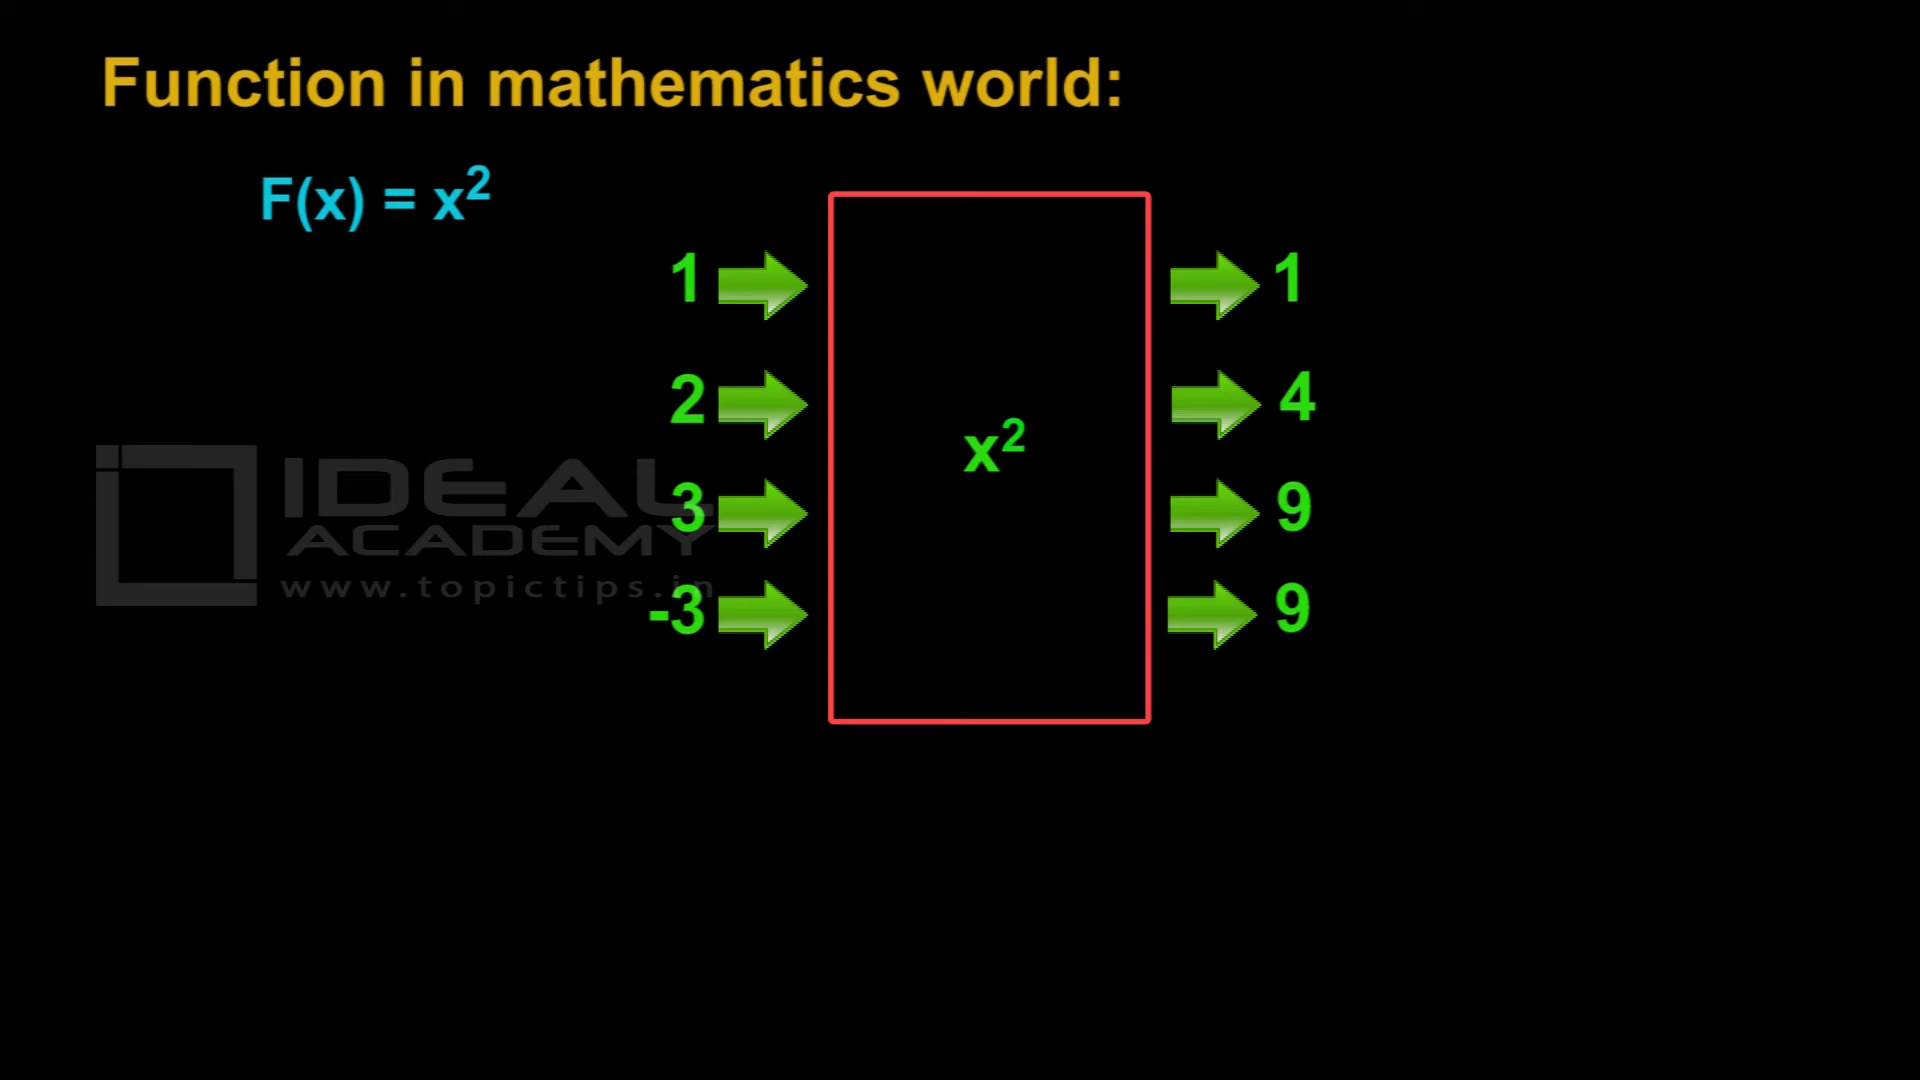 Function in mathematics world:
F(x) = x²
1 1
2 4
x²
IDEAL
3 9
ACADEMY
www.topictips.in
-3 9